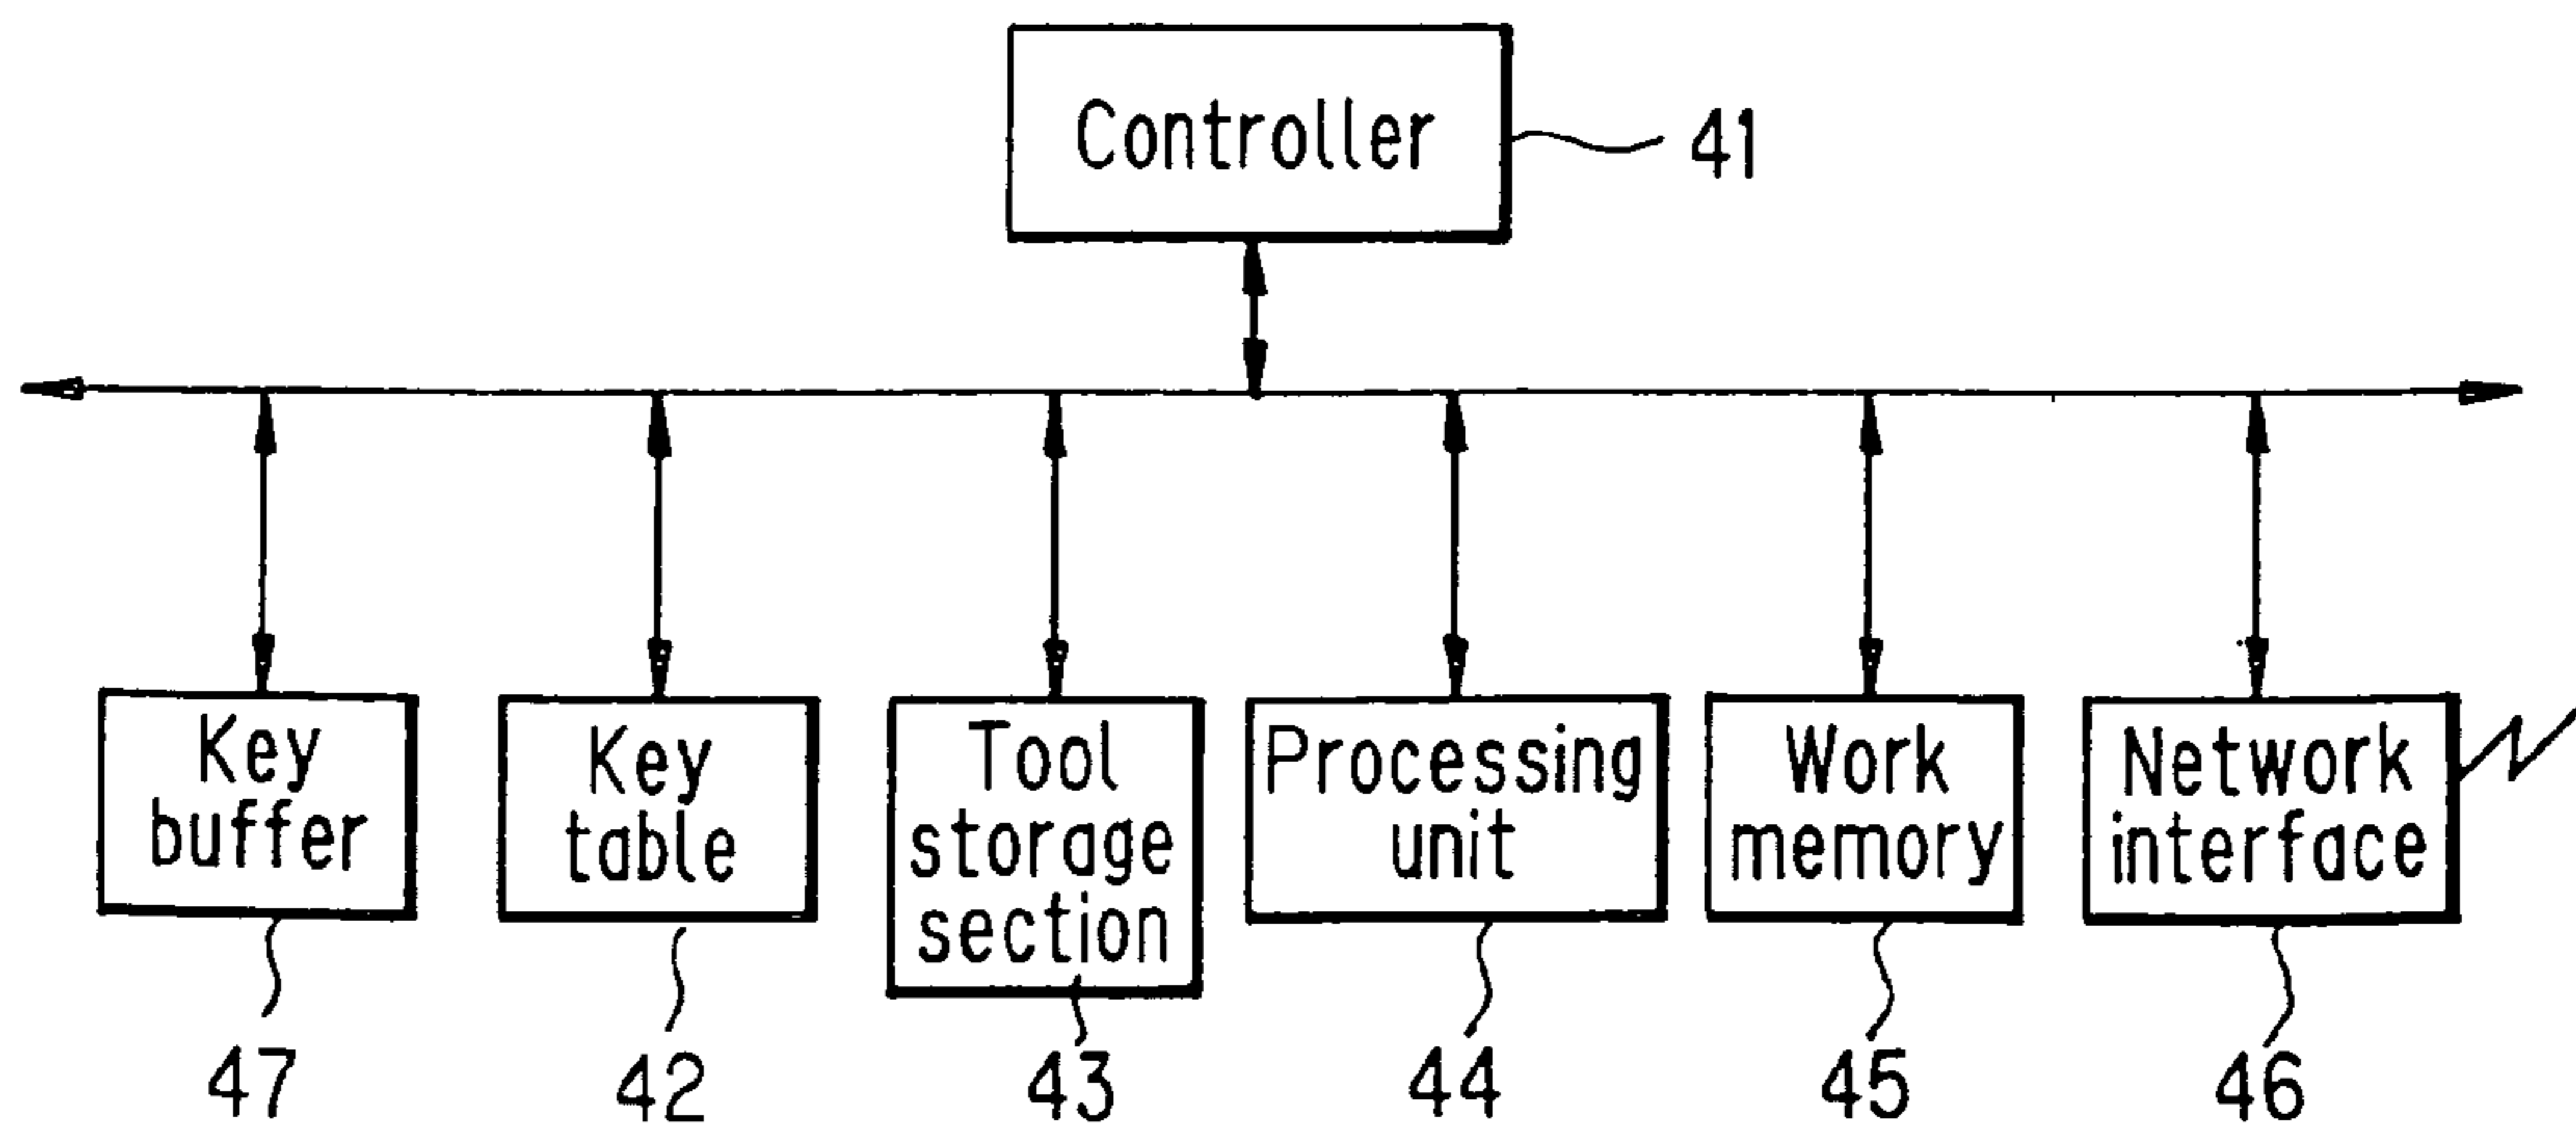 Controller
41
Key
buffer
Key
table
Tool
storage
section
Processing
unit
Work
memory
Network
interface
47
42
43
44
45
46